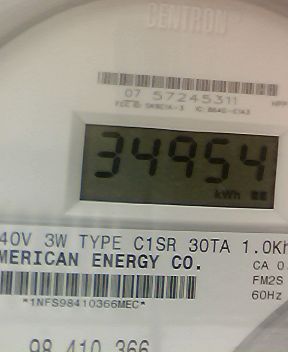 CENTRON
07 57245311
34954
kWh
40V 3W TYPE C1SR 30TA 1.0Kh
MERICAN ENERGY CO.
CA 0.
FM2S
*1NFS98410366MEC*
60Hz
98 410 366